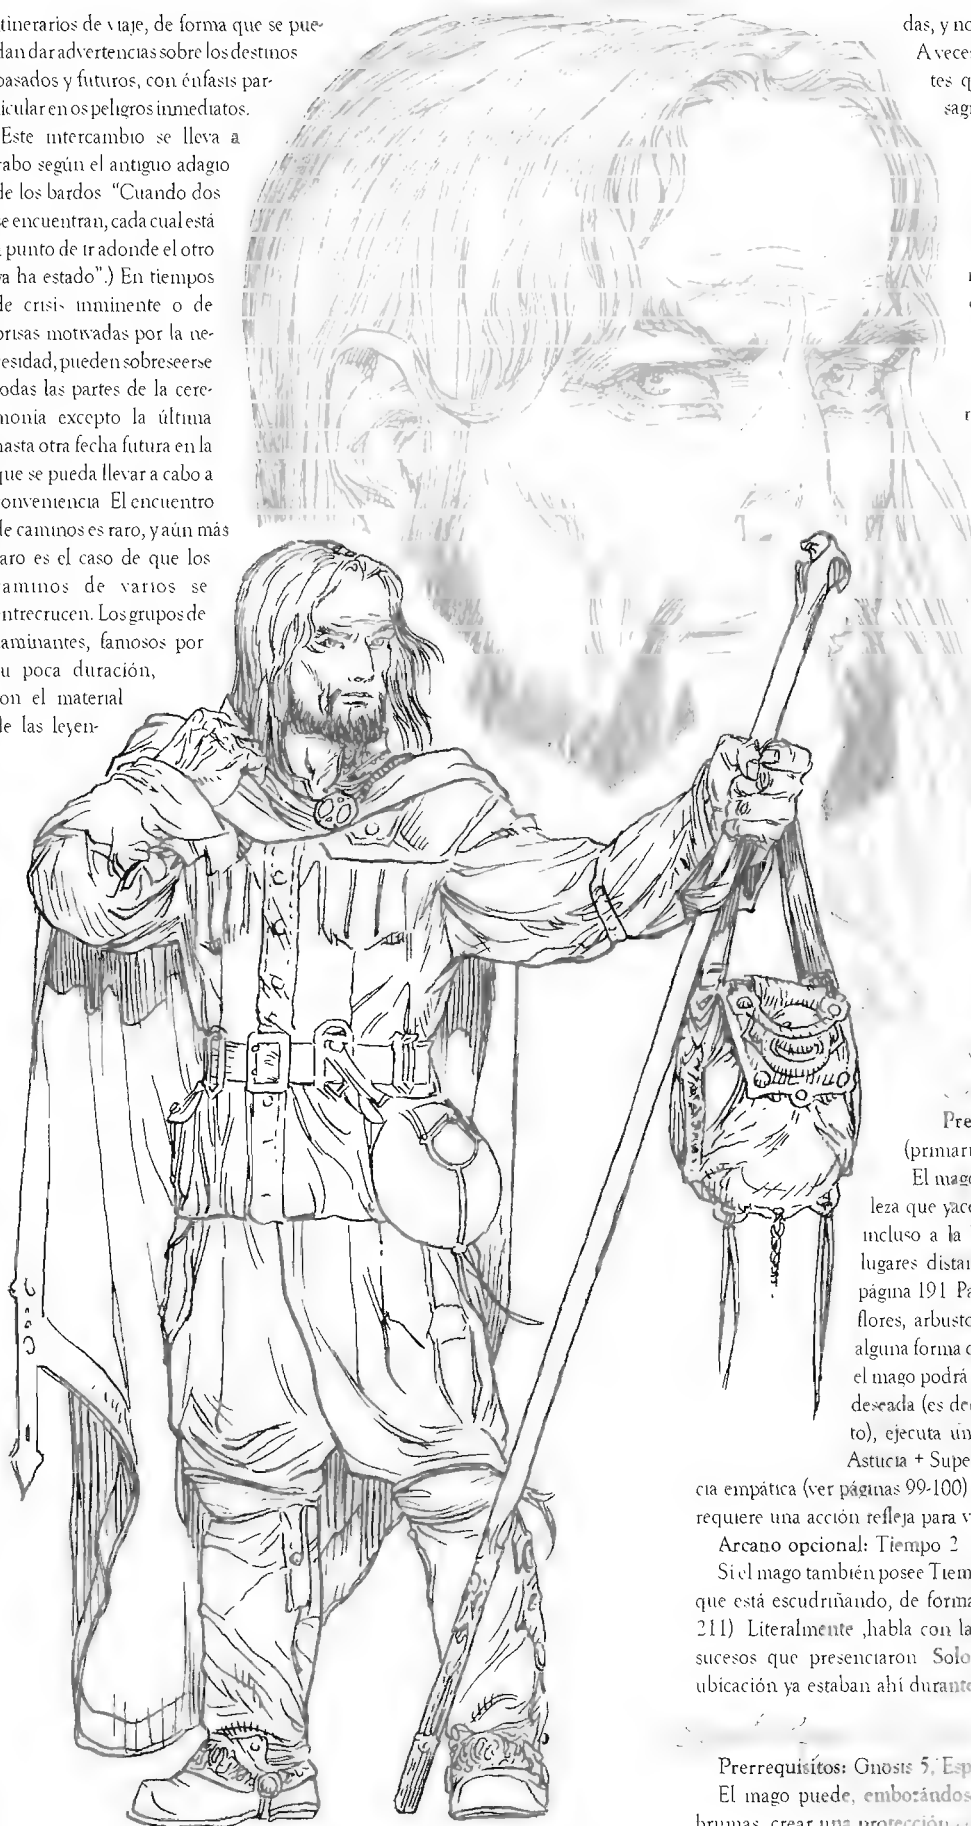 tinerarios de viaje, de forma que se pue-
dan dar advertencias sobre los destinos
pasados y futuros, con énfasis par-
ticular en os peligros inmediatos.
Este intercambio se lleva a
cabo según el antiguo adagio
de los bardos "Cuando dos
se encuentran, cada cual está
a punto de ir adonde el otro
ya ha estado".) En tiempos
de crisis inminente o de
prisas motivadas por la ne-
cesidad, pueden sobreseerse
todas las partes de la cere-
monia excepto la última
hasta otra fecha futura en la
que se pueda llevar a cabo a
conveniencia El encuentro
de caminos es raro, y aún más
raro es el caso de que los
caminos de varios se
entrecrucen. Los grupos de
caminantes, famosos por
su poca duración,
son el material
de las leyen-
das, y no
A veces
tes q
sag
Pre
(primari
El mago
leza que yace
incluso a la
lugares distan
página 191 Pa
flores, arbusto
alguna forma d
el mago podrá
deseada (es de
to), ejecuta un
Astucia + Supe
cia empática (ver páginas 99-100)
requiere una acción refleja para v
Arcano opcional: Tiempo 2
Si el mago también posee Tiem
que está escudriñando, de forma
211) Literalmente ,habla con la
sucesos que presenciaron Solo
ubicación ya estaban ahí durante
Prerrequisitos: Gnosis 5, Esp
El mago puede, embozándos
brumas, crear una protección